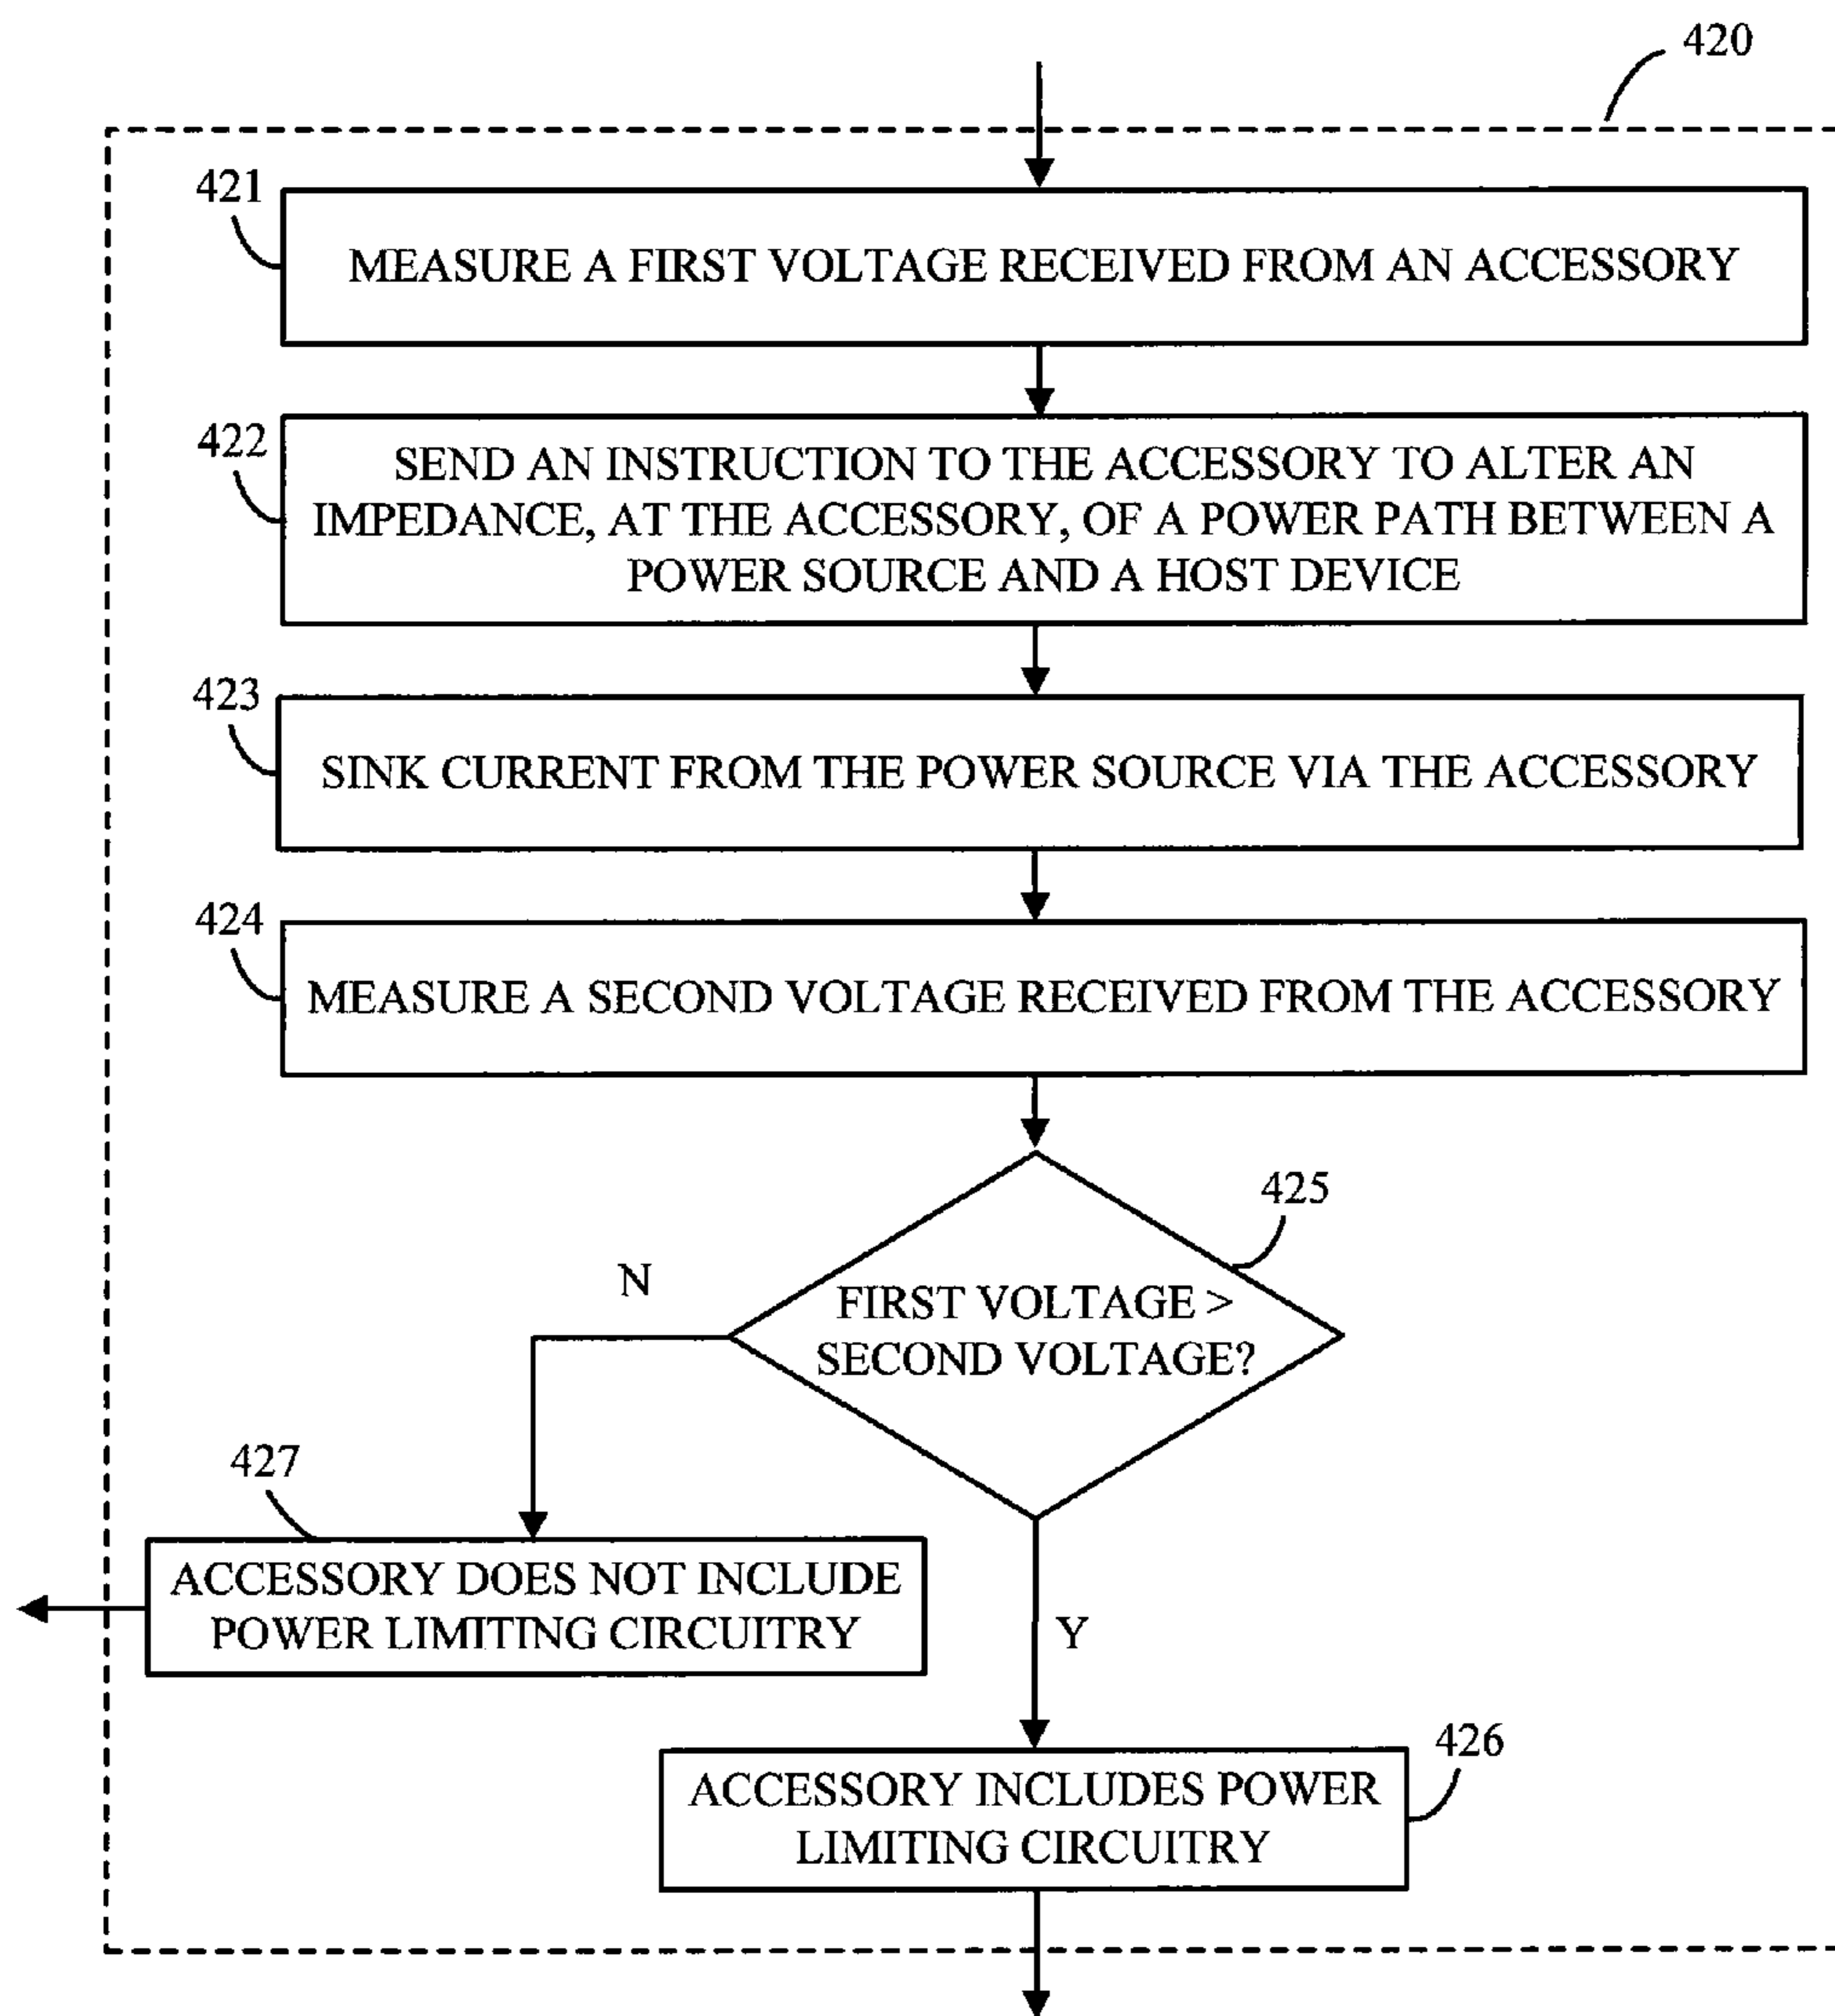 420
421
MEASURE A FIRST VOLTAGE RECEIVED FROM AN ACCESSORY
422
SEND AN INSTRUCTION TO THE ACCESSORY TO ALTER AN
IMPEDANCE, AT THE ACCESSORY, OF A POWER PATH BETWEEN A
POWER SOURCE AND A HOST DEVICE
423
SINK CURRENT FROM THE POWER SOURCE VIA THE ACCESSORY
424
MEASURE A SECOND VOLTAGE RECEIVED FROM THE ACCESSORY
425
N
FIRST VOLTAGE >
SECOND VOLTAGE?
427
ACCESSORY DOES NOT INCLUDE
POWER LIMITING CIRCUITRY
Y
426
ACCESSORY INCLUDES POWER
LIMITING CIRCUITRY